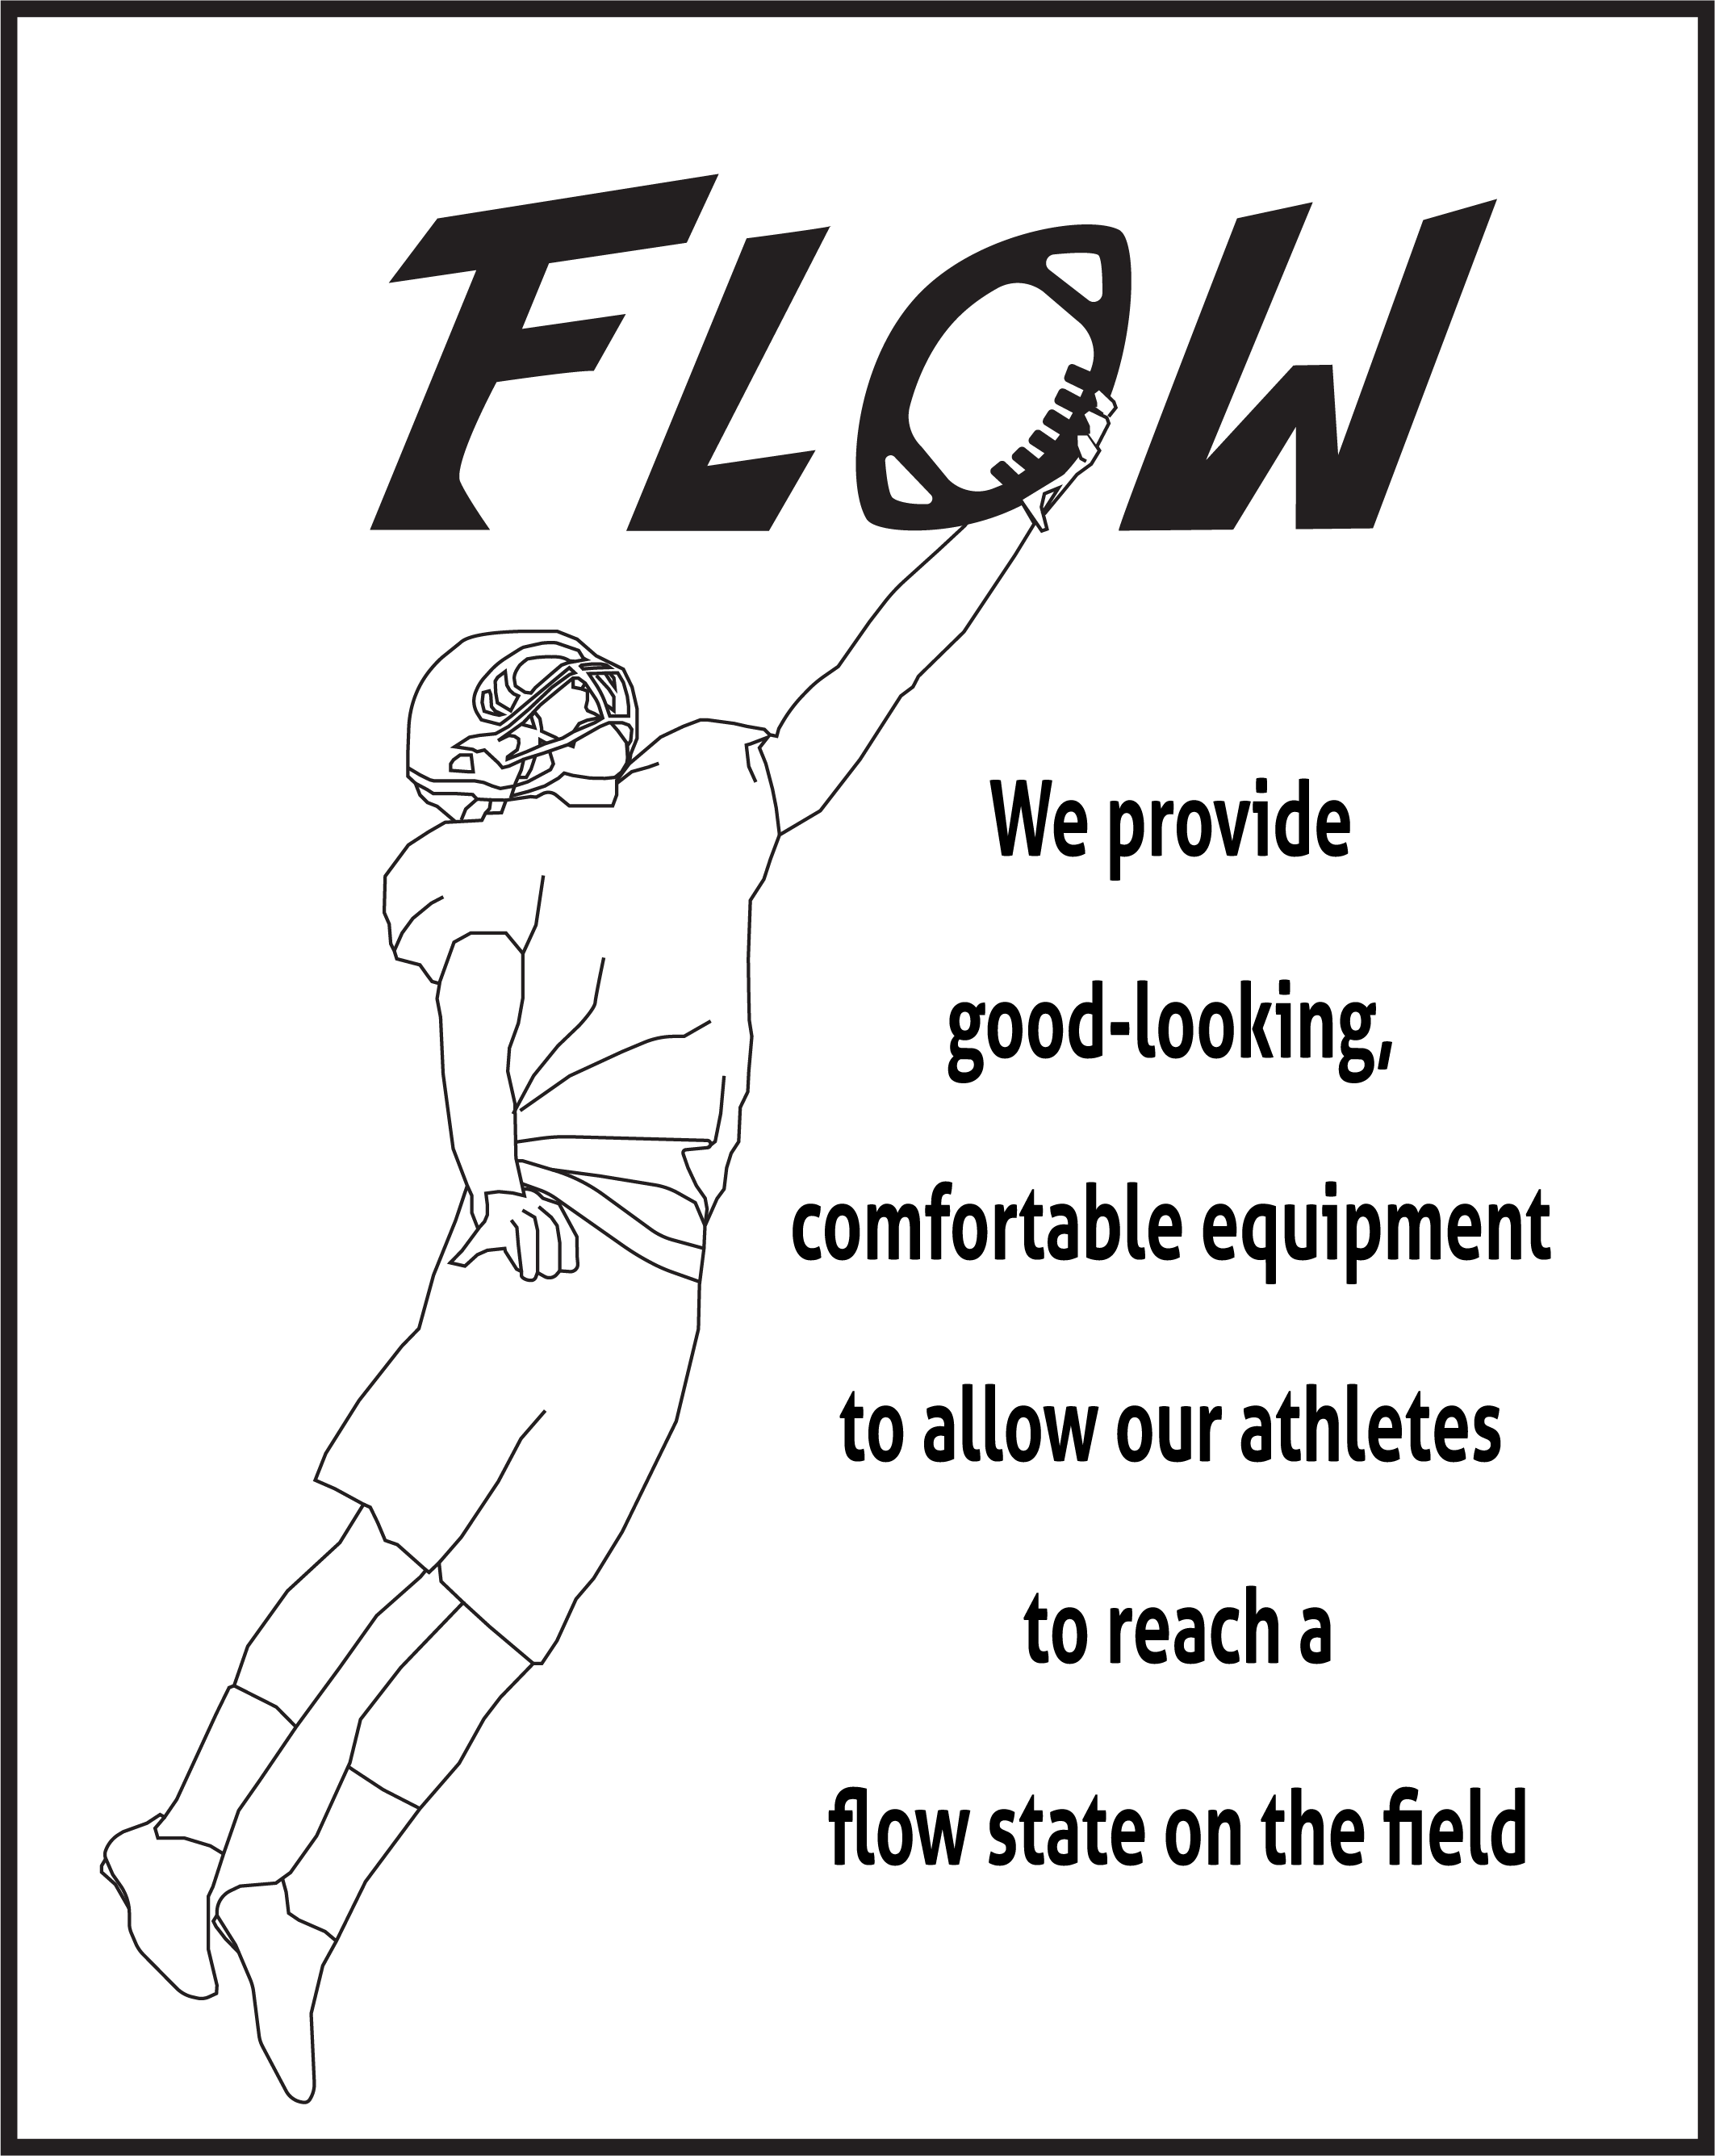 FLOW
We provide
good-looking,
comfortable equipment
to allow our athletes
to reach a
flow state on the field